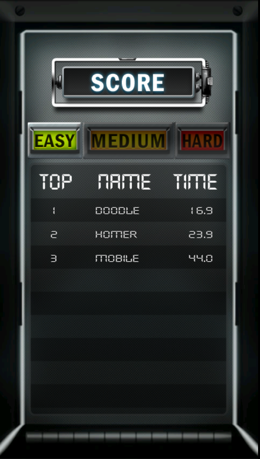 SCORE
EASY MEDIUM HARD
TOP NAME TIME
1 DOODLE 16.9
2 HOMER 23.9
3 MOBILE 44.0